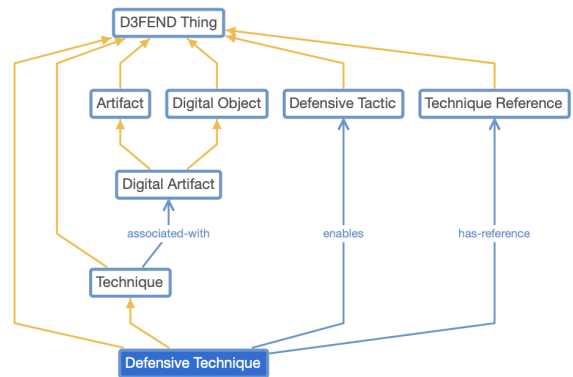 D3FEND Thing
Artifact
Digital Object
Defensive Tactic
Technique Reference
Digital Artifact
associated-with
enables
has-reference
Technique
Defensive Technique